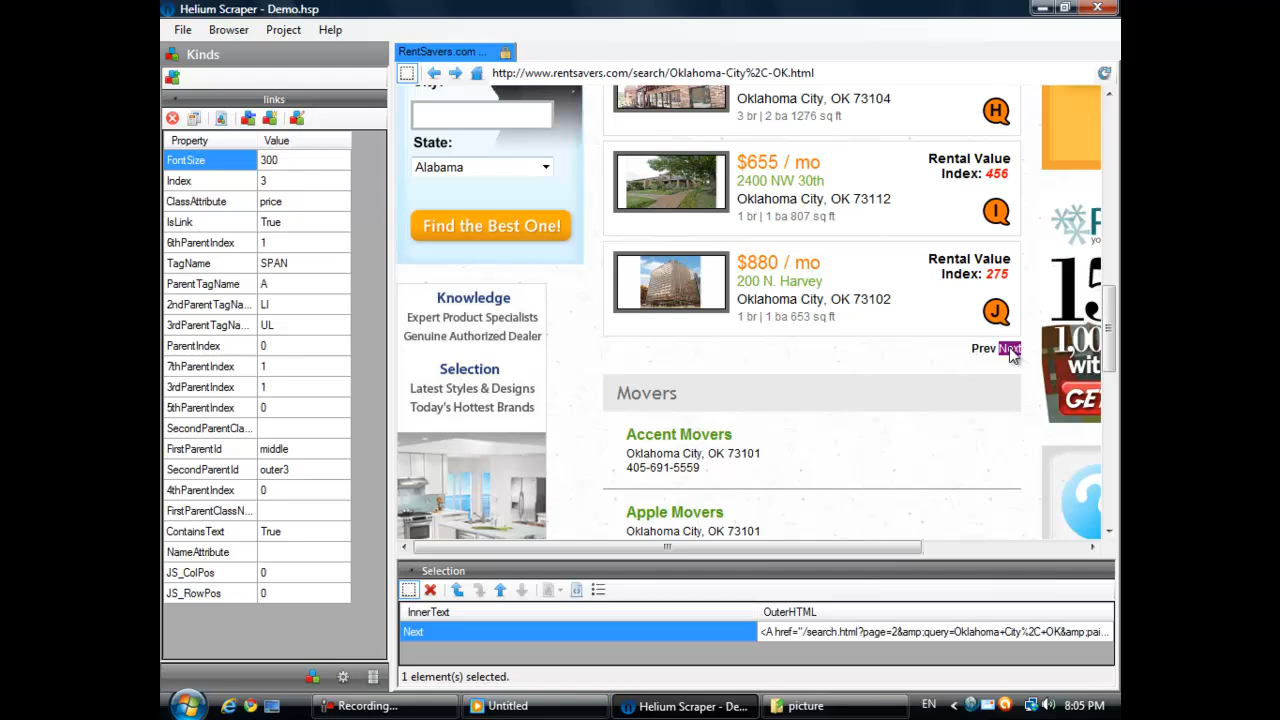 Helium Scraper - Demo.hsp
File Browser Project Help
Kinds
links
Property Value
FontSize 300
Index 3
ClassAttribute price
IsLink True
6thParentIndex 1
TagName SPAN
ParentTagName A
2ndParentTagNa... LI
3rdParentTagNa... UL
ParentIndex 0
7thParentIndex 1
3rdParentIndex 1
5thParentIndex 0
SecondParentCla...
FirstParentId middle
SecondParentId outer3
4thParentIndex 0
FirstParentClassN...
ContainsText True
NameAttribute
JS_ColPos 0
JS_RowPos 0
RentSavers.com ...
http://www.rentsavers.com/search/Oklahoma-City%2C-OK.html
State:
Alabama
Find the Best One!
Knowledge
Expert Product Specialists
Genuine Authorized Dealer
Selection
Latest Styles & Designs
Today's Hottest Brands
Oklahoma City, OK 73104
3 br | 2 ba 1276 sq ft
H
$655 / mo
2400 NW 30th
Oklahoma City, OK 73112
1 br | 1 ba 807 sq ft
Rental Value
Index: 456
I
$880 / mo
200 N. Harvey
Oklahoma City, OK 73102
1 br | 1 ba 653 sq ft
Rental Value
Index: 275
J
Prev Next
Movers
Accent Movers
Oklahoma City, OK 73101
405-691-5559
Apple Movers
Oklahoma City, OK 73101
Selection
InnerText OuterHTML
Next <A href="/search.html?page=2&amp;query=Oklahoma+City%2C+OK&amp;pai...
1 element(s) selected.
Recording... Untitled Helium Scraper - De... picture EN 8:05 PM